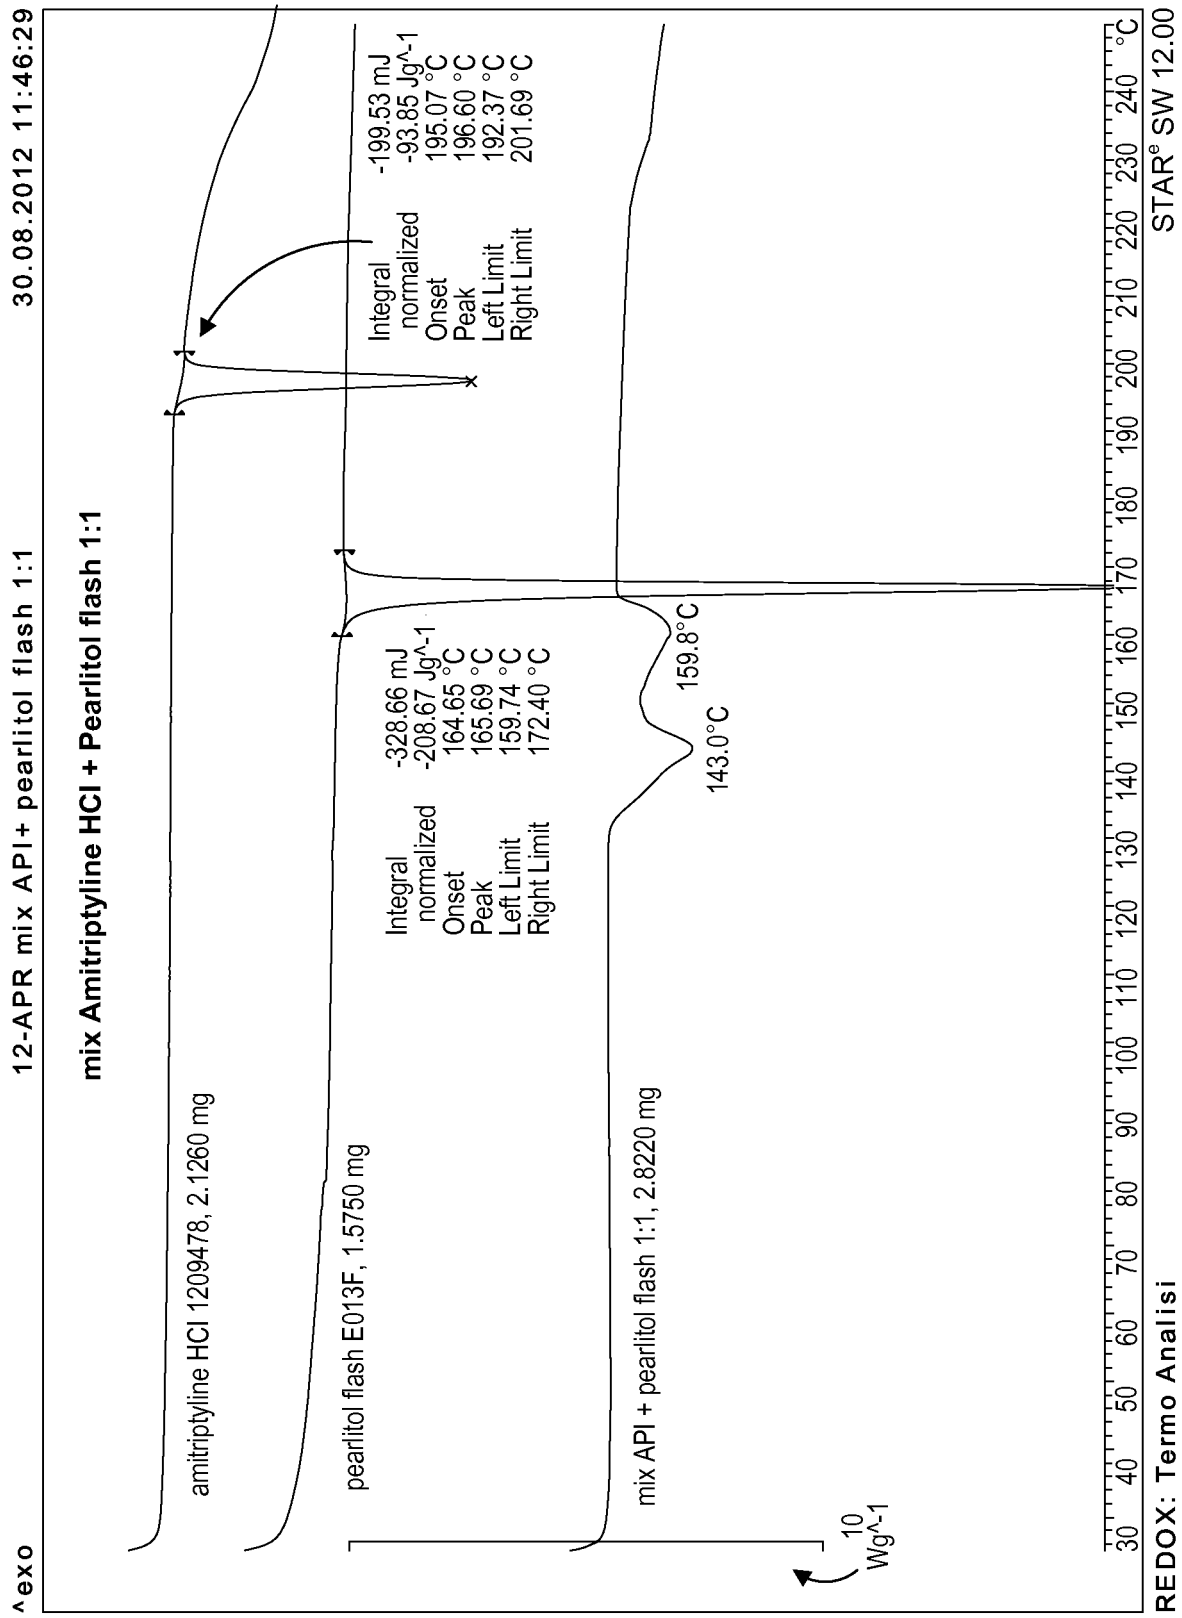 ^exo
12-APR mix API+ pearlitol flash 1:1
30.08.2012 11:46:29
mix Amitriptyline HCl + Pearlitol flash 1:1
amitriptyline HCl 1209478, 2.1260 mg
Integral -199.53 mJ
normalized -93.85 Jg^-1
Onset 195.07 °C
Peak 196.60 °C
Left Limit 192.37 °C
Right Limit 201.69 °C
pearlitol flash E013F, 1.5750 mg
Integral -328.66 mJ
normalized -208.67 Jg^-1
Onset 164.65 °C
Peak 165.69 °C
Left Limit 159.74 °C
Right Limit 172.40 °C
mix API + pearlitol flash 1:1, 2.8220 mg
143.0°C
159.8°C
10
Wg^-1
30 40 50 60 70 80 90 100 110 120 130 140 150 160 170 180 190 200 210 220 230 240 °C
REDOX: Termo Analisi
STARe SW 12.00